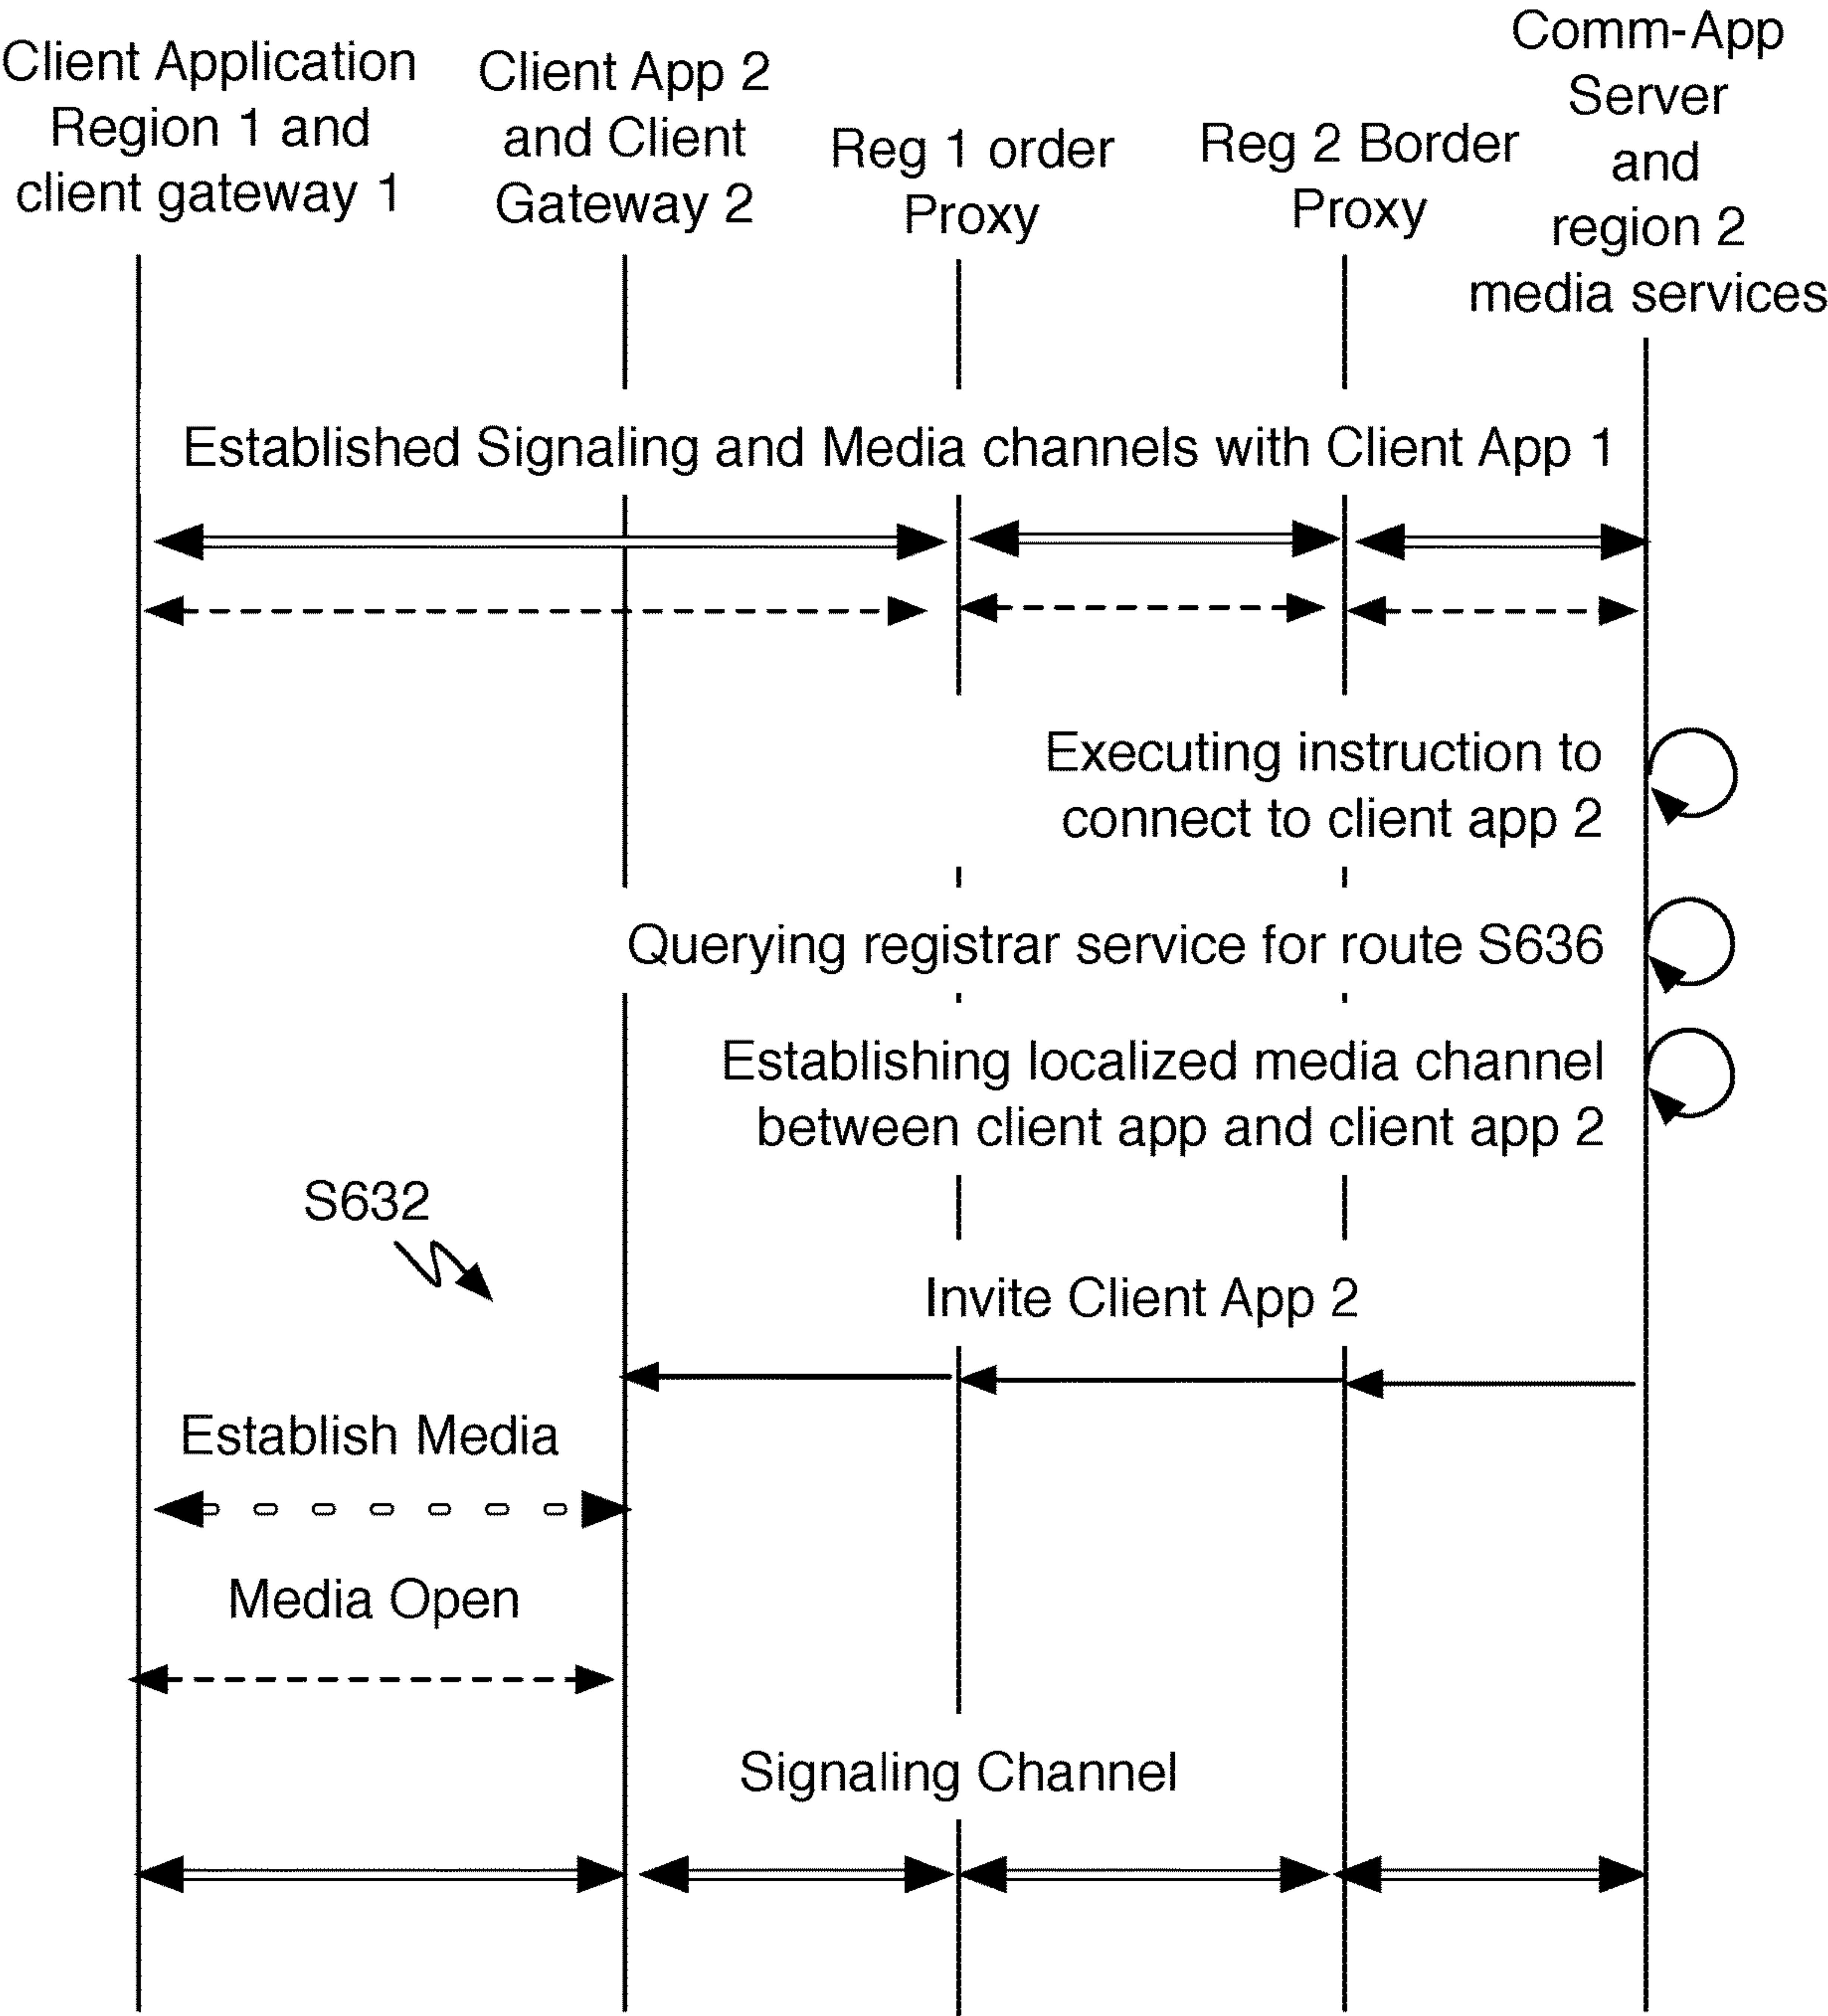 Client Application
Region 1 and
client gateway 1
Client App 2
and Client
Gateway 2
Reg 1 order
Proxy
Reg 2 Border
Proxy
Comm-App
Server
and
region 2
media services
Established Signaling and Media channels with Client App 1
Executing instruction to
connect to client app 2
Querying registrar service for route S636
Establishing localized media channel
between client app and client app 2
S632
Invite Client App 2
Establish Media
Media Open
Signaling Channel